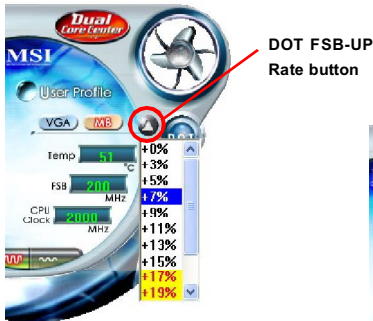 Dual
Core Center
MSI
User Profile
VGA MB
Temp 51 °C
FSB 200 MHz
CPU Clock 2000 MHz
+0%
+3%
+5%
+7%
+9%
+11%
+13%
+15%
+17%
+19%
DOT FSB-UP
Rate button